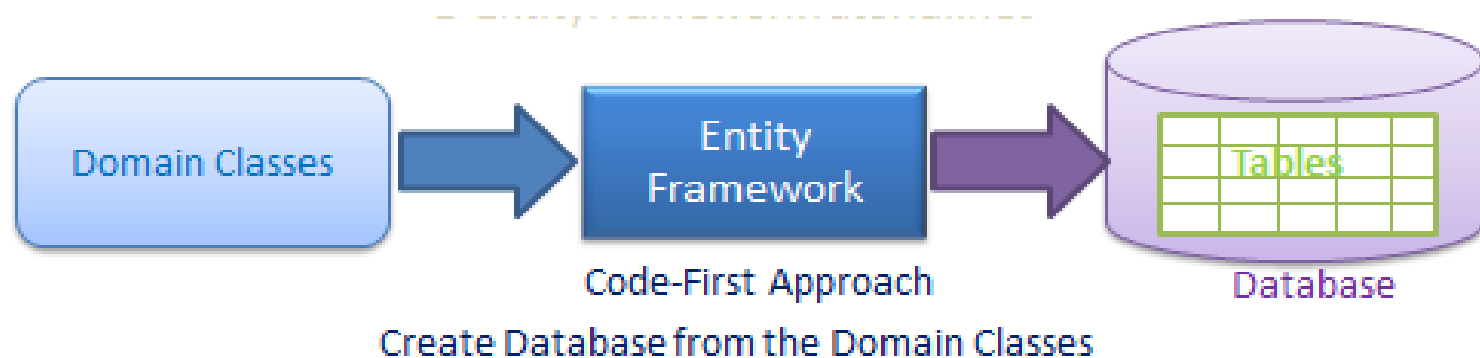 Domain Classes
Entity
Framework
Tables
Code-First Approach
Database
Create Database from the Domain Classes